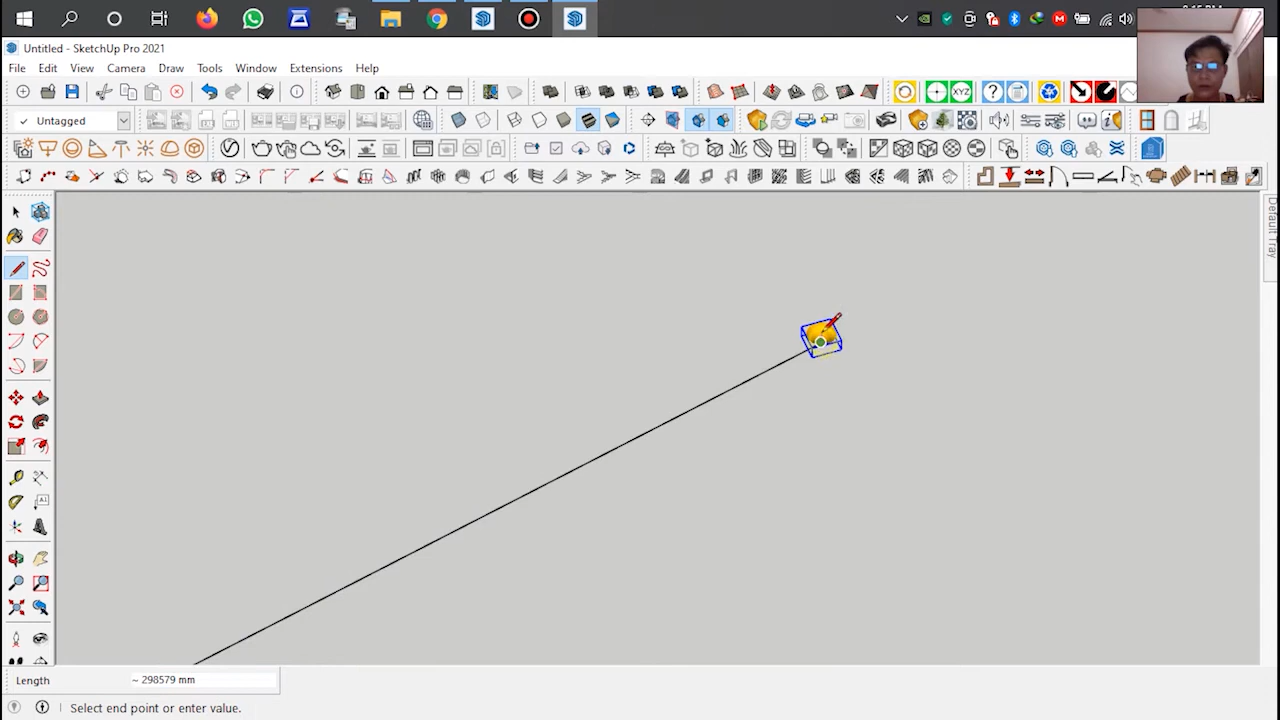 Untitled - SketchUp Pro 2021
File Edit View Camera Draw Tools Window Extensions Help
Untagged
Default Tray
Length ~ 298579 mm
Select end point or enter value.